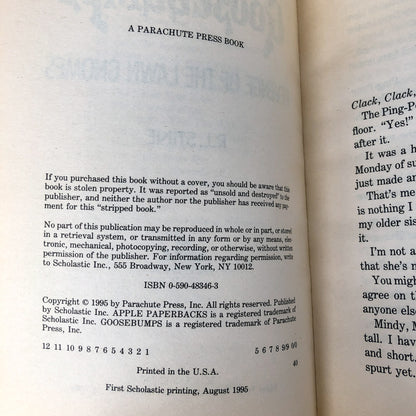 A PARACHUTE PRESS BOOK
If you purchased this book without a cover, you should be aware that this
book is stolen property. It was reported as "unsold and destroyed" to the
publisher, and neither the author nor the publisher has received any pay-
ment for this "stripped book."
No part of this publication may be reproduced in whole or in part, or stored
in a retrieval system, or transmitted in any form or by any means, elec-
tronic, mechanical, photocopying, recording, or otherwise, without written
permission of the publisher. For information regarding permission, write
to Scholastic Inc., 555 Broadway, New York, NY 10012.
ISBN 0-590-48346-3
Copyright © 1995 by Parachute Press, Inc. All rights reserved. Published
by Scholastic Inc. APPLE PAPERBACKS is a registered trademark of
Scholastic Inc. GOOSEBUMPS is a registered trademark of Parachute
Press, Inc.
12 11 10 9 8 7 6 5 4 3 2 1 5 6 7 8 9 9/0
40
Printed in the U.S.A.
First Scholastic printing, August 1995
Clack, Clack,
The Ping-Po
floor. "Yes!"
after it.
It was a h
Monday of su
just made an
That's me
is nothing I
my older sis
it.
I'm not a
that she's n
You migh
agree on th
anyone else
Mindy, M
tall. I hav
and short.
spurt yet.